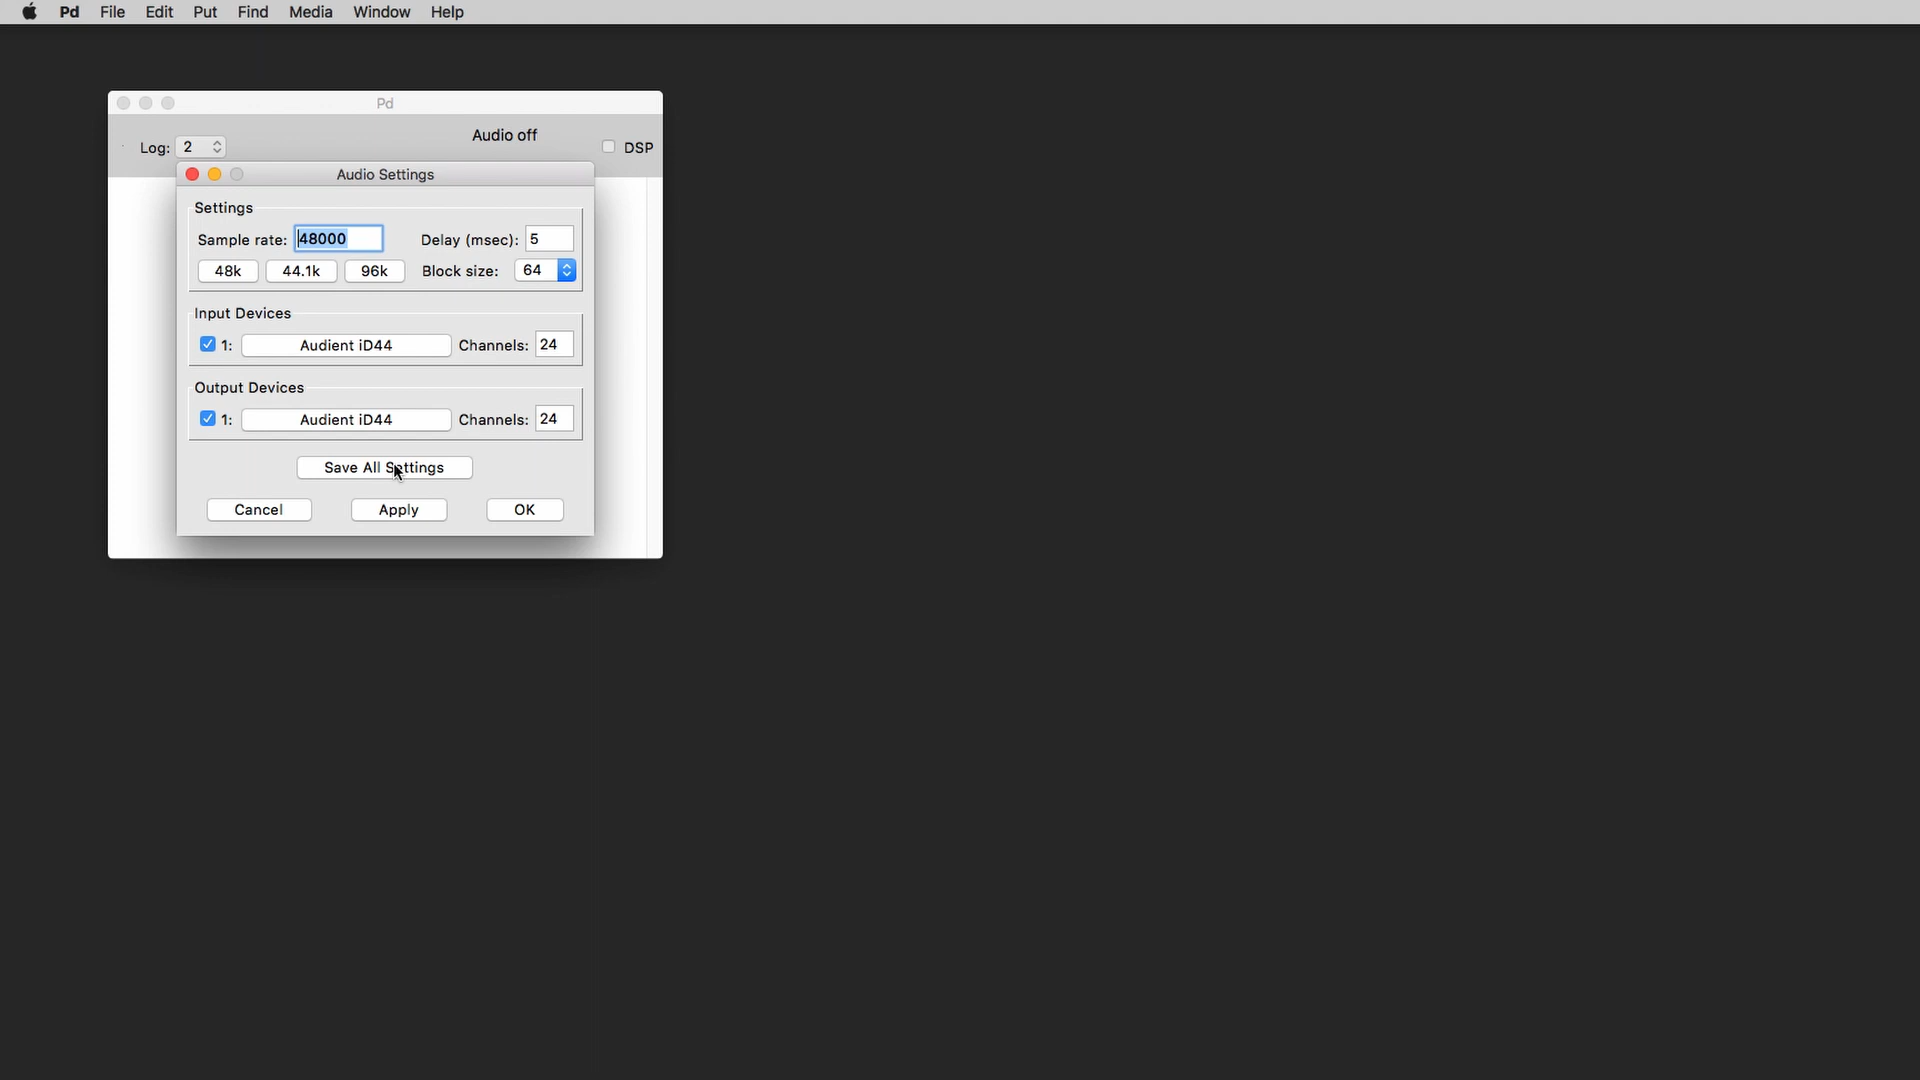 Pd File Edit Put Find Media Window Help
Pd
Audio off
Log: 2 DSP
Audio Settings
Settings
Sample rate: 48000 Delay (msec): 5
48k 44.1k 96k Block size: 64
Input Devices
1: Audient iD44 Channels: 24
Output Devices
1: Audient iD44 Channels: 24
Save All Settings
Cancel Apply OK